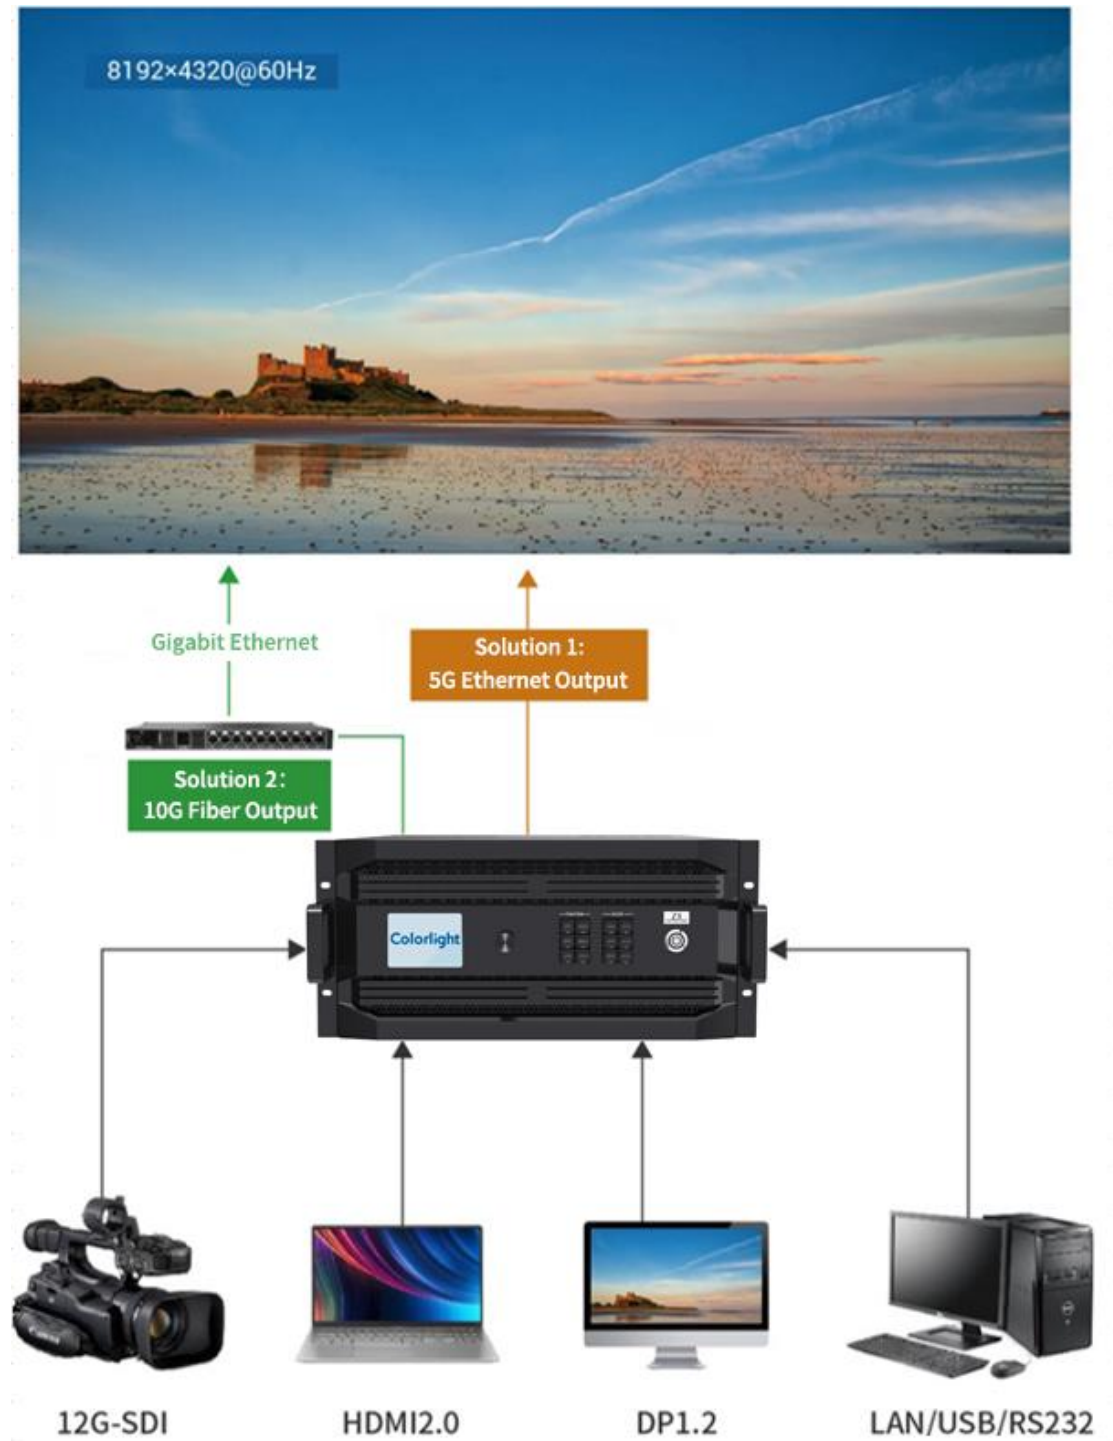 8192×4320@60Hz
Gigabit Ethernet
Solution 1:
5G Ethernet Output
Solution 2:
10G Fiber Output
Colorlight
12G-SDI
HDMI2.0
DP1.2
LAN/USB/RS232